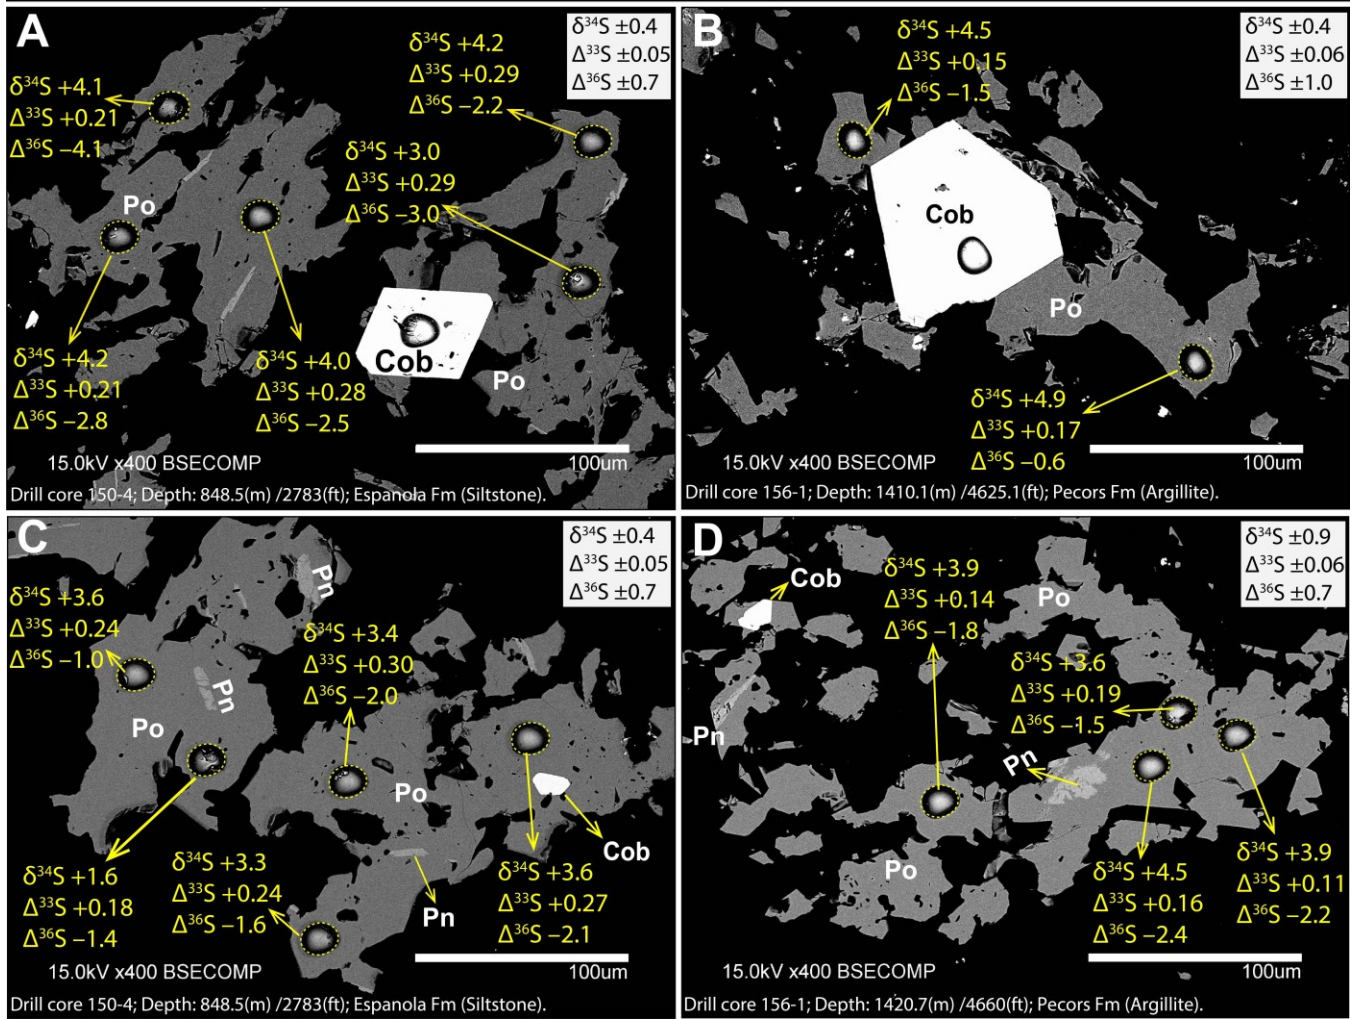 A
δ³⁴S ±0.4
Δ³³S ±0.05
Δ³⁶S ±0.7
δ³⁴S +4.2
Δ³³S +0.29
Δ³⁶S –2.2
δ³⁴S +4.1
Δ³³S +0.21
Δ³⁶S –4.1
δ³⁴S +3.0
Δ³³S +0.29
Δ³⁶S –3.0
Po
δ³⁴S +4.2
Δ³³S +0.21
Δ³⁶S –2.8
δ³⁴S +4.0
Δ³³S +0.28
Δ³⁶S –2.5
Cob
Po
15.0kV x400 BSECOMP
100um
Drill core 150-4; Depth: 848.5(m) /2783(ft); Espanola Fm (Siltstone).
B
δ³⁴S ±0.4
Δ³³S ±0.06
Δ³⁶S ±1.0
δ³⁴S +4.5
Δ³³S +0.15
Δ³⁶S –1.5
Cob
Po
δ³⁴S +4.9
Δ³³S +0.17
Δ³⁶S –0.6
15.0kV x400 BSECOMP
100um
Drill core 156-1; Depth: 1410.1(m) /4625.1(ft); Pecors Fm (Argillite).
C
δ³⁴S ±0.4
Δ³³S ±0.05
Δ³⁶S ±0.7
Pn
δ³⁴S +3.6
Δ³³S +0.24
Δ³⁶S –1.0
δ³⁴S +3.4
Δ³³S +0.30
Δ³⁶S –2.0
Pn
Po
Po
Cob
δ³⁴S +1.6
Δ³³S +0.18
Δ³⁶S –1.4
δ³⁴S +3.3
Δ³³S +0.24
Δ³⁶S –1.6
Pn
δ³⁴S +3.6
Δ³³S +0.27
Δ³⁶S –2.1
15.0kV x400 BSECOMP
100um
Drill core 150-4; Depth: 848.5(m) /2783(ft); Espanola Fm (Siltstone).
D
δ³⁴S ±0.9
Δ³³S ±0.06
Δ³⁶S ±0.7
Cob
δ³⁴S +3.9
Δ³³S +0.14
Δ³⁶S –1.8
Po
δ³⁴S +3.6
Δ³³S +0.19
Δ³⁶S –1.5
Pn
Pn
Po
δ³⁴S +4.5
Δ³³S +0.16
Δ³⁶S –2.4
δ³⁴S +3.9
Δ³³S +0.11
Δ³⁶S –2.2
15.0kV x400 BSECOMP
100um
Drill core 156-1; Depth: 1420.7(m) /4660(ft); Pecors Fm (Argillite).